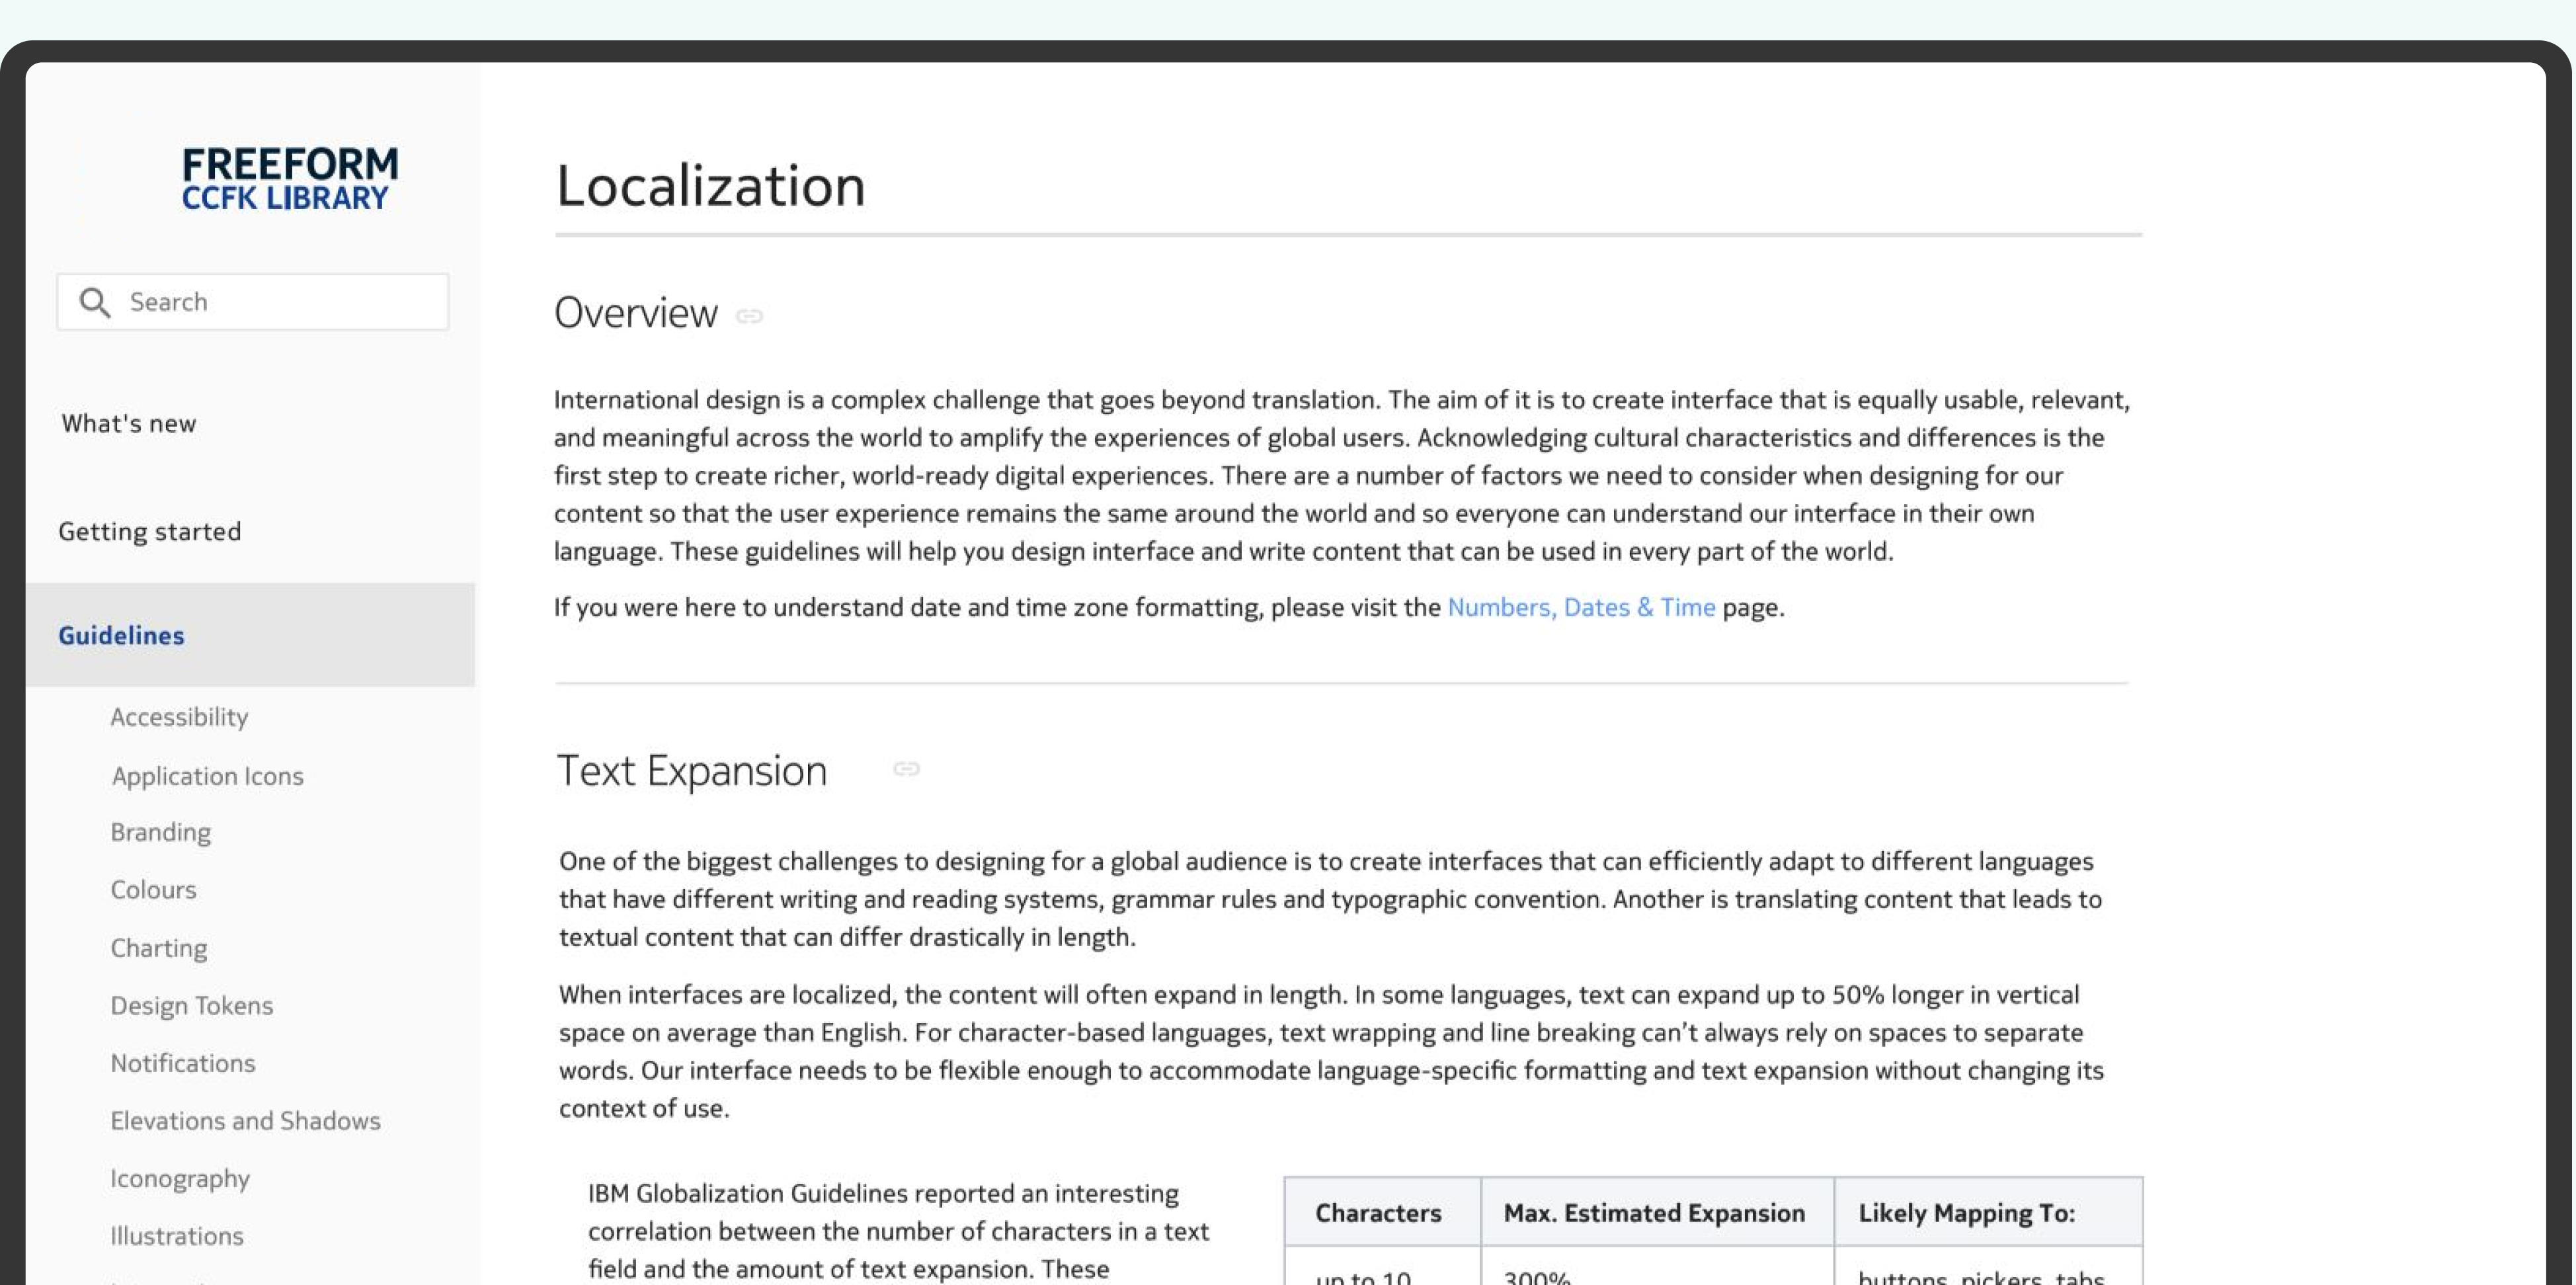 FREEFORM
CCFK LIBRARY
Search
What's new
Getting started
Guidelines
Accessibility
Application Icons
Branding
Colours
Charting
Design Tokens
Notifications
Elevations and Shadows
Iconography
Illustrations
Localization
Overview
International design is a complex challenge that goes beyond translation. The aim of it is to create interface that is equally usable, relevant,
and meaningful across the world to amplify the experiences of global users. Acknowledging cultural characteristics and differences is the
first step to create richer, world-ready digital experiences. There are a number of factors we need to consider when designing for our
content so that the user experience remains the same around the world and so everyone can understand our interface in their own
language. These guidelines will help you design interface and write content that can be used in every part of the world.
If you were here to understand date and time zone formatting, please visit the Numbers, Dates & Time page.
Text Expansion
One of the biggest challenges to designing for a global audience is to create interfaces that can efficiently adapt to different languages
that have different writing and reading systems, grammar rules and typographic convention. Another is translating content that leads to
textual content that can differ drastically in length.
When interfaces are localized, the content will often expand in length. In some languages, text can expand up to 50% longer in vertical
space on average than English. For character-based languages, text wrapping and line breaking can’t always rely on spaces to separate
words. Our interface needs to be flexible enough to accommodate language-specific formatting and text expansion without changing its
context of use.
IBM Globalization Guidelines reported an interesting
correlation between the number of characters in a text
field and the amount of text expansion. These
Characters Max. Estimated Expansion Likely Mapping To:
up to 10 300% buttons, pickers, tabs